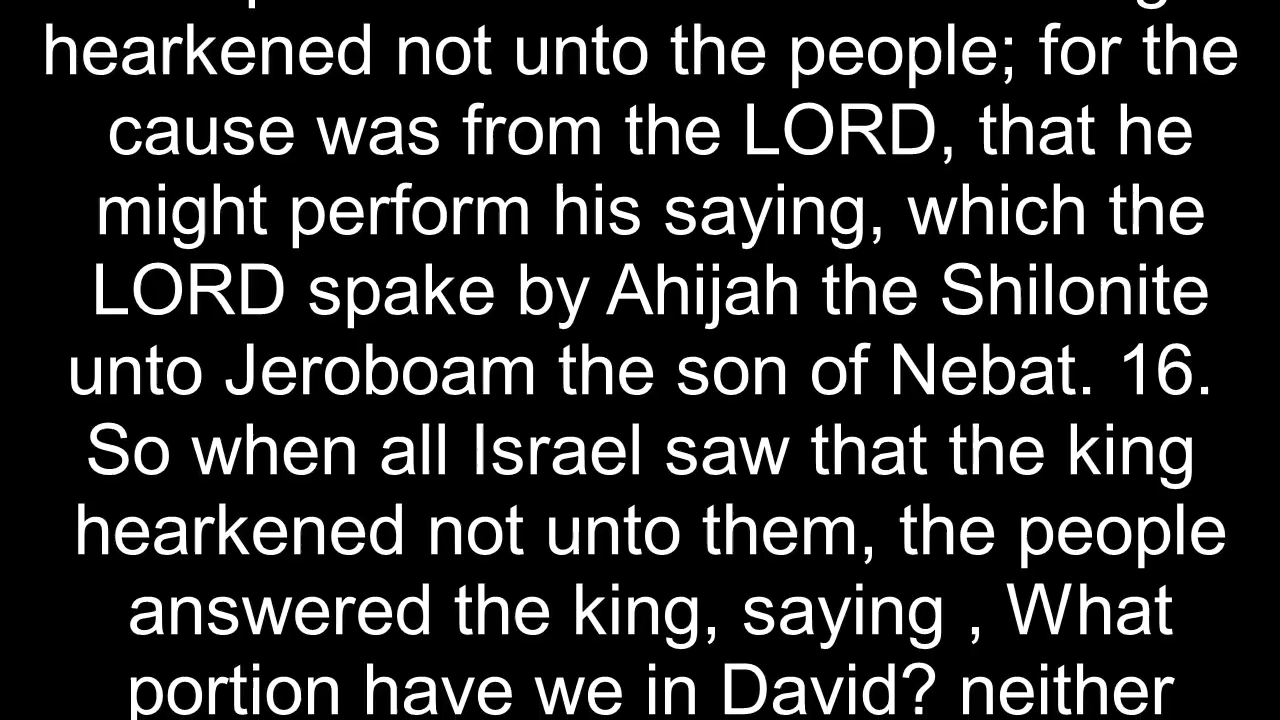 hearkened not unto the people; for the
cause was from the LORD, that he
might perform his saying, which the
LORD spake by Ahijah the Shilonite
unto Jeroboam the son of Nebat. 16.
So when all Israel saw that the king
hearkened not unto them, the people
answered the king, saying , What
portion have we in David? neither